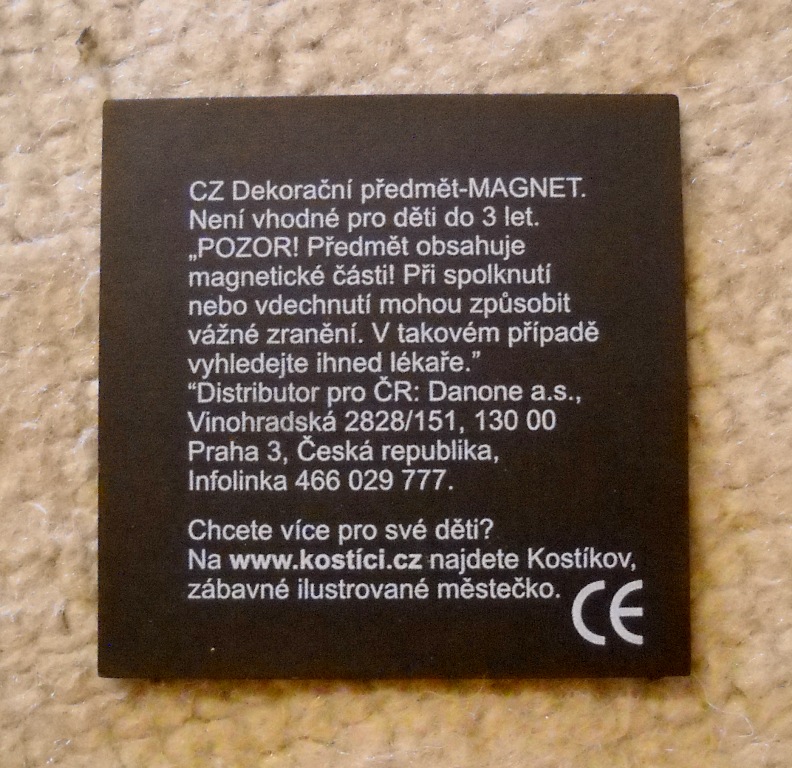 CZ Dekorační předmět-MAGNET.
Není vhodné pro děti do 3 let.
„POZOR! Předmět obsahuje
magnetické části! Při spolknutí
nebo vdechnutí mohou způsobit
vážné zranění. V takovém případě
vyhledejte ihned lékaře.”
“Distributor pro ČR: Danone a.s.,
Vinohradská 2828/151, 130 00
Praha 3, Česká republika,
Infolinka 466 029 777.
Chcete více pro své děti?
Na www.kostíci.cz najdete Kostíkov,
zábavné ilustrované městečko.
CE